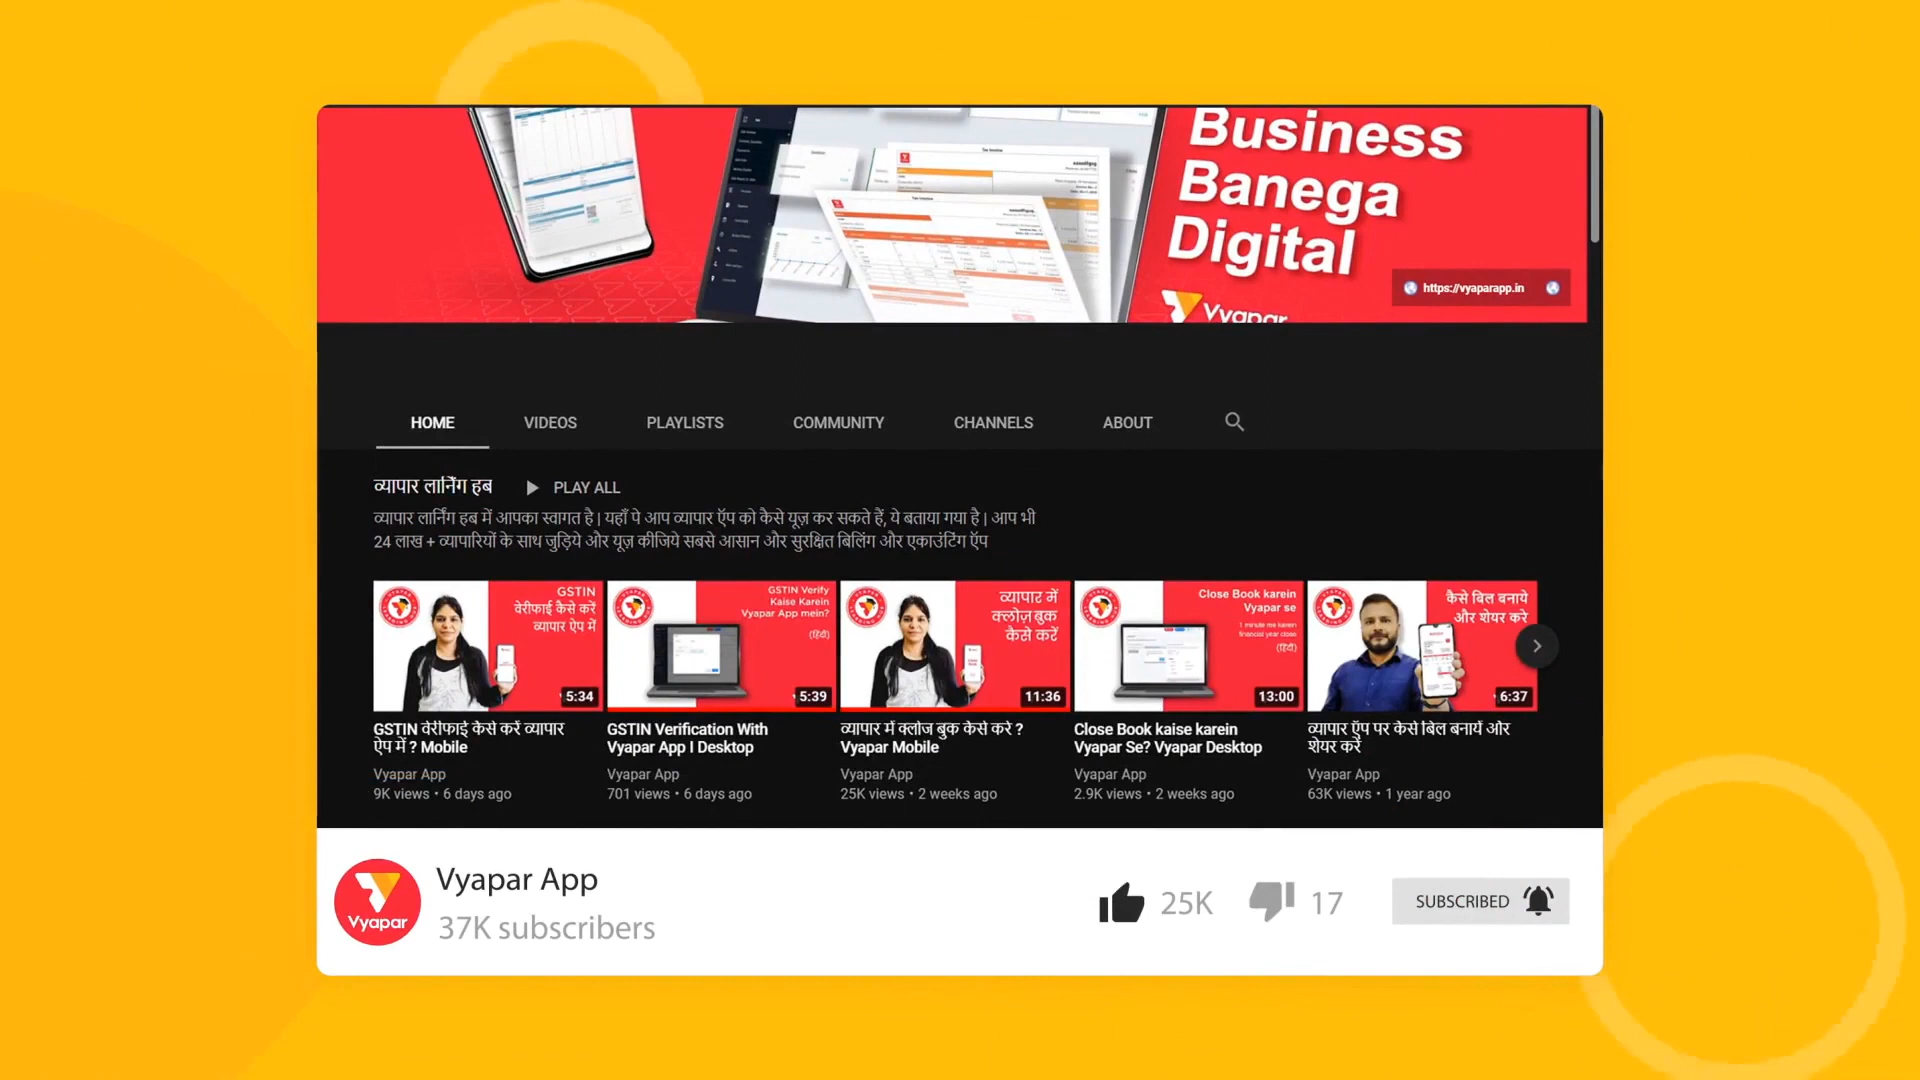 Business
Banega
Digital
Vyapar
https://vyaparapp.in
HOME VIDEOS PLAYLISTS COMMUNITY CHANNELS ABOUT
व्यापार लर्निंग हब PLAY ALL
व्यापार लर्निंग हब में आपका स्वागत है | यहाँ पे आप व्यापार ऍप को कैसे यूज़ कर सकते हैं, ये बताया गया है | आप भी
24 लाख + व्यापारियों के साथ जुड़िये और यूज़ कीजिये सबसे आसान और सुरक्षित बिलिंग और एकाउंटिंग ऍप
GSTIN
वेरीफाई कैसे करें
व्यापार ऐप में
5:34
GSTIN Verify
Kaise Karein
Vyapar App mein?
(हिंदी)
5:39
व्यापार में
क्लोज़ बुक
कैसे करें
11:36
Close Book karein
Vyapar se
1 minute me karein
financial year close
(हिंदी)
13:00
कैसे बिल बनाये
और शेयर करे
6:37
GSTIN वेरीफाई कैसे करें व्यापार
ऐप में ? Mobile
Vyapar App
9K views • 6 days ago
GSTIN Verification With
Vyapar App I Desktop
Vyapar App
701 views • 6 days ago
व्यापार में क्लोज बुक कैसे करे ?
Vyapar Mobile
Vyapar App
25K views • 2 weeks ago
Close Book kaise karein
Vyapar Se? Vyapar Desktop
Vyapar App
2.9K views • 2 weeks ago
व्यापार ऍप पर कैसे बिल बनायें और
शेयर करें
Vyapar App
63K views • 1 year ago
Vyapar
Vyapar App
37K subscribers
25K 17 SUBSCRIBED